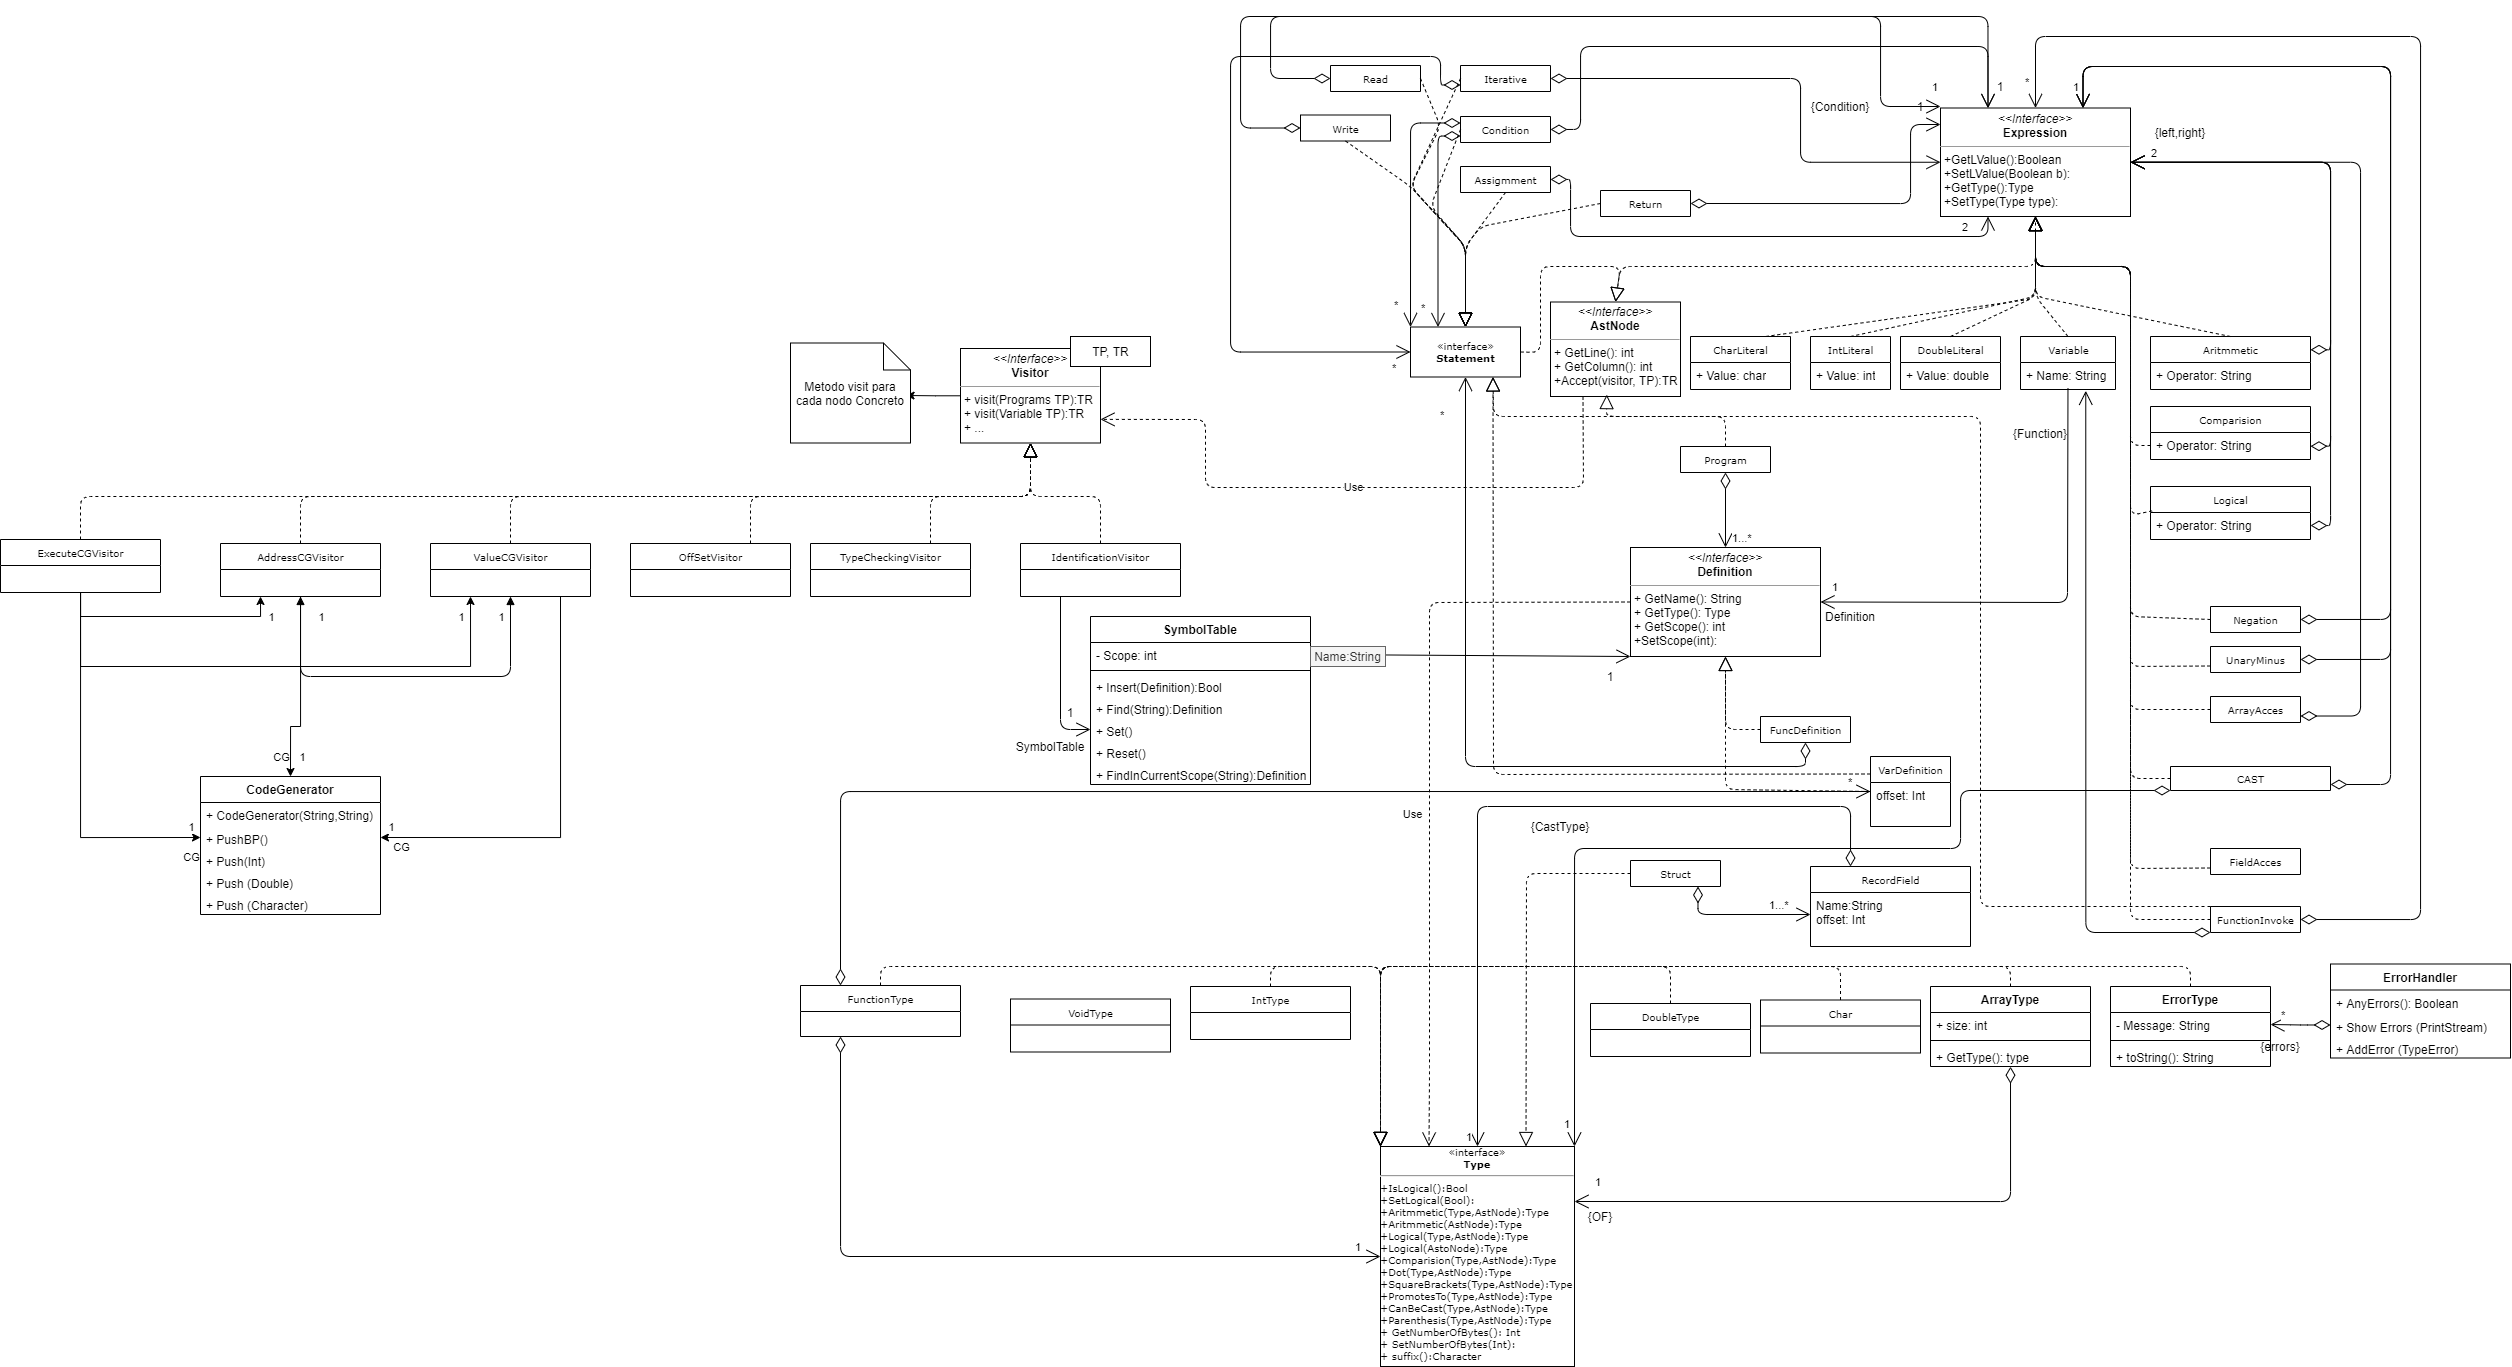 Read
Iterative
Write
Condition
Assignmment
Return
{Condition}
1
1
1
*
1
<<Interface>>
Expression
+GetLValue():Boolean
+SetLValue(Boolean b):
+GetType():Type
+SetType(Type type):
{left,right}
2
2
*
*
*
«interface»
Statement
<<Interface>>
AstNode
+ GetLine(): int
+ GetColumn(): int
+Accept(visitor, TP):TR
CharLiteral
+ Value: char
IntLiteral
+ Value: int
DoubleLiteral
+ Value: double
Variable
+ Name: String
Aritmmetic
+ Operator: String
Comparision
+ Operator: String
Logical
+ Operator: String
Metodo visit para
cada nodo Concreto
TP, TR
<<Interface>>
Visitor
+ visit(Programs TP):TR
+ visit(Variable TP):TR
+ ...
*
{Function}
Program
Use
1...*
ExecuteCGVisitor
AddressCGVisitor
ValueCGVisitor
OffSetVisitor
TypeCheckingVisitor
IdentificationVisitor
1
1
1
1
<<Interface>>
Definition
+ GetName(): String
+ GetType(): Type
+ GetScope(): int
+SetScope(int):
1
Definition
Negation
UnaryMinus
ArrayAcces
CAST
FieldAcces
FunctionInvoke
SymbolTable
- Scope: int
+ Insert(Definition):Bool
+ Find(String):Definition
+ Set()
+ Reset()
+ FindInCurrentScope(String):Definition
Name:String
1
1
SymbolTable
FuncDefinition
VarDefinition
offset: Int
*
CG
1
CodeGenerator
+ CodeGenerator(String,String)
+ PushBP()
+ Push(Int)
+ Push (Double)
+ Push (Character)
1
CG
1
CG
Use
{CastType}
Struct
1...*
RecordField
Name:String
offset: Int
FunctionType
VoidType
IntType
DoubleType
Char
ArrayType
+ size: int
+ GetType(): type
ErrorType
- Message: String
+ toString(): String
*
{errors}
ErrorHandler
+ AnyErrors(): Boolean
+ Show Errors (PrintStream)
+ AddError (TypeError)
1
1
1
{OF}
1
«interface»
Type
+IsLogical():Bool
+SetLogical(Bool):
+Aritmmetic(Type,AstNode):Type
+Aritmmetic(AstNode):Type
+Logical(Type,AstNode):Type
+Logical(AstoNode):Type
+Comparision(Type,AstNode):Type
+Dot(Type,AstNode):Type
+SquareBrackets(Type,AstNode):Type
+PromotesTo(Type,AstNode):Type
+CanBeCast(Type,AstNode):Type
+Parenthesis(Type,AstNode):Type
+ GetNumberOfBytes(): Int
+ SetNumberOfBytes(Int):
+ suffix():Character